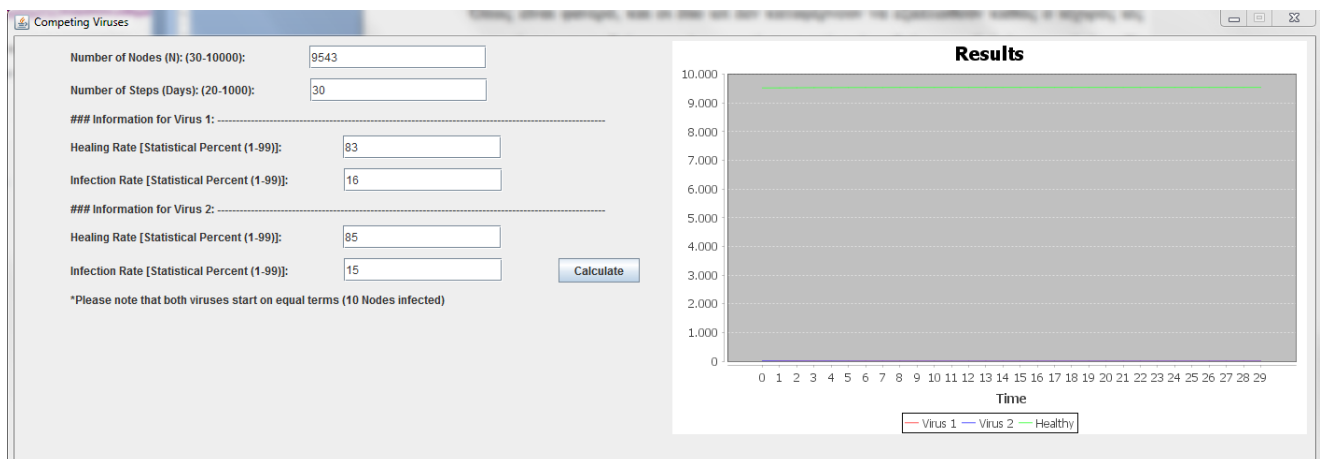 Competing Viruses
Number of Nodes (N): (30-10000): 9543
Number of Steps (Days): (20-1000): 30
### Information for Virus 1: ---
Healing Rate [Statistical Percent (1-99)]: 83
Infection Rate [Statistical Percent (1-99)]: 16
### Information for Virus 2: ---
Healing Rate [Statistical Percent (1-99)]: 85
Infection Rate [Statistical Percent (1-99)]: 15
Calculate
*Please note that both viruses start on equal terms (10 Nodes infected)
Results
10.000
9.000
8.000
7.000
6.000
5.000
4.000
3.000
2.000
1.000
0
0 1 2 3 4 5 6 7 8 9 10 11 12 13 14 15 16 17 18 19 20 21 22 23 24 25 26 27 28 29
Time
Virus 1 Virus 2 Healthy